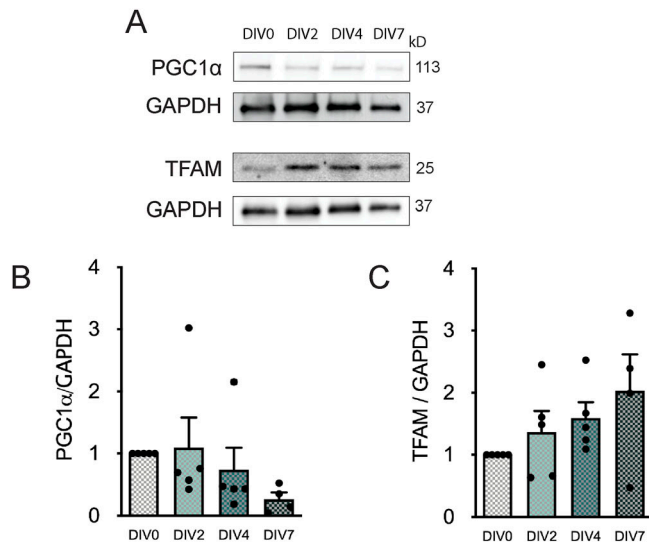 A
DIV0 DIV2 DIV4 DIV7 kD
PGC1α 113
GAPDH 37
TFAM 25
GAPDH 37
B
4
3
2
1
0
PGC1α/GAPDH
DIV0 DIV2 DIV4 DIV7
C
4
3
2
1
0
TFAM / GAPDH
DIV0 DIV2 DIV4 DIV7